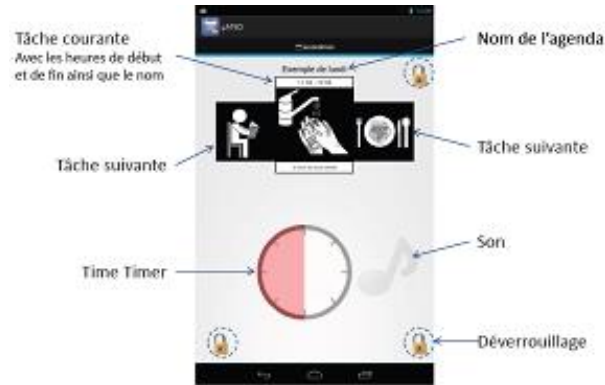 Tâche courante
Avec les heures de début
et de fin ainsi que le nom
Nom de l'agenda
Exemple de lundi
Tâche suivante
Tâche suivante
Time Timer
Son
Déverrouillage